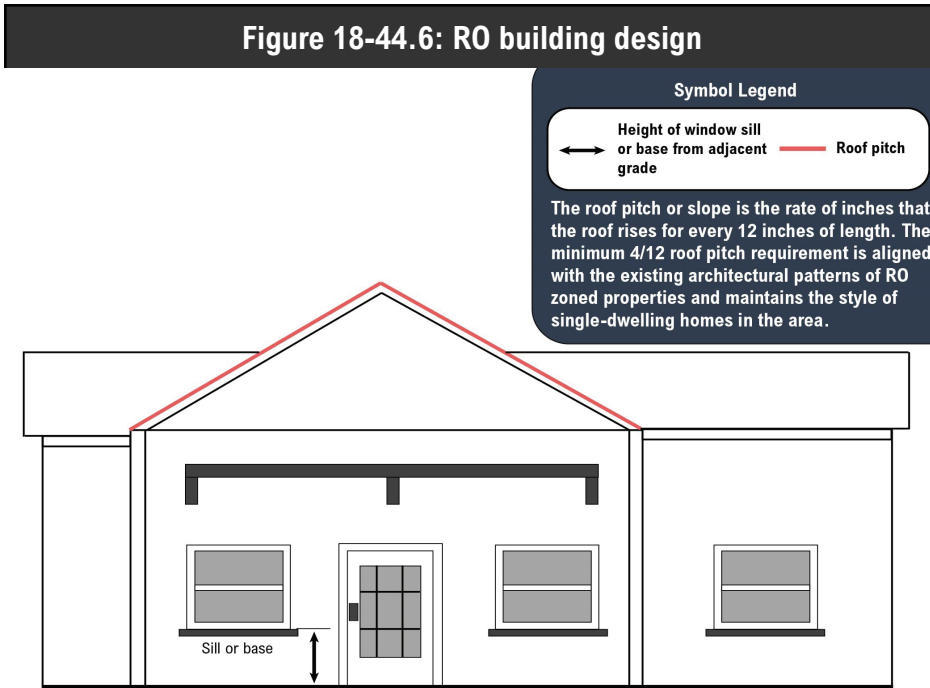 Figure 18-44.6: RO building design
Symbol Legend
Height of window sill
or base from adjacent
grade
Roof pitch
The roof pitch or slope is the rate of inches that
the roof rises for every 12 inches of length. The
minimum 4/12 roof pitch requirement is aligned
with the existing architectural patterns of RO
zoned properties and maintains the style of
single-dwelling homes in the area.
Sill or base